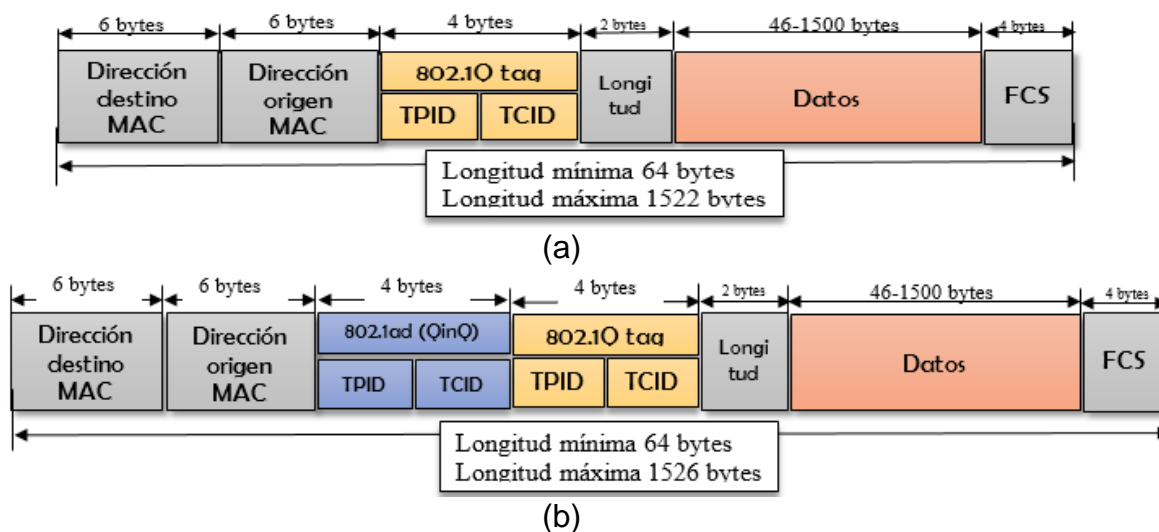 6 bytes
6 bytes
4 bytes
2 bytes
46-1500 bytes
4 bytes
Dirección
destino
MAC
Dirección
origen
MAC
802.1Q tag
TPID
TCID
Longi
tud
Datos
FCS
Longitud mínima 64 bytes
Longitud máxima 1522 bytes
(a)
6 bytes
6 bytes
4 bytes
4 bytes
2 bytes
46-1500 bytes
4 bytes
Dirección
destino
MAC
Dirección
origen
MAC
802.1ad (QinQ)
TPID
TCID
802.1Q tag
TPID
TCID
Longi
tud
Datos
FCS
Longitud mínima 64 bytes
Longitud máxima 1526 bytes
(b)